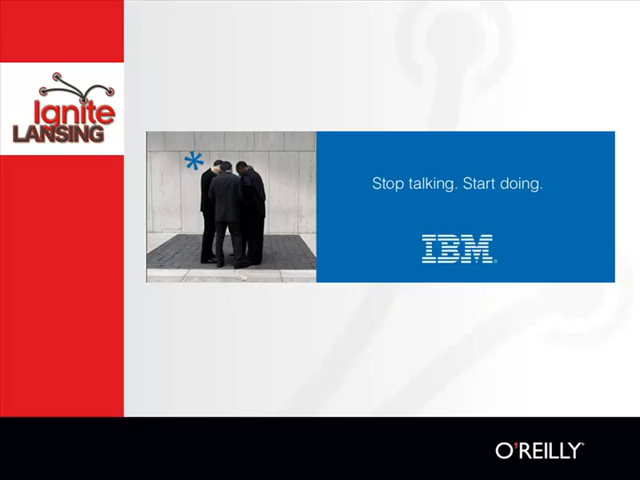 Ignite
LANSING
*
Stop talking. Start doing.
IBM®
O'REILLY®